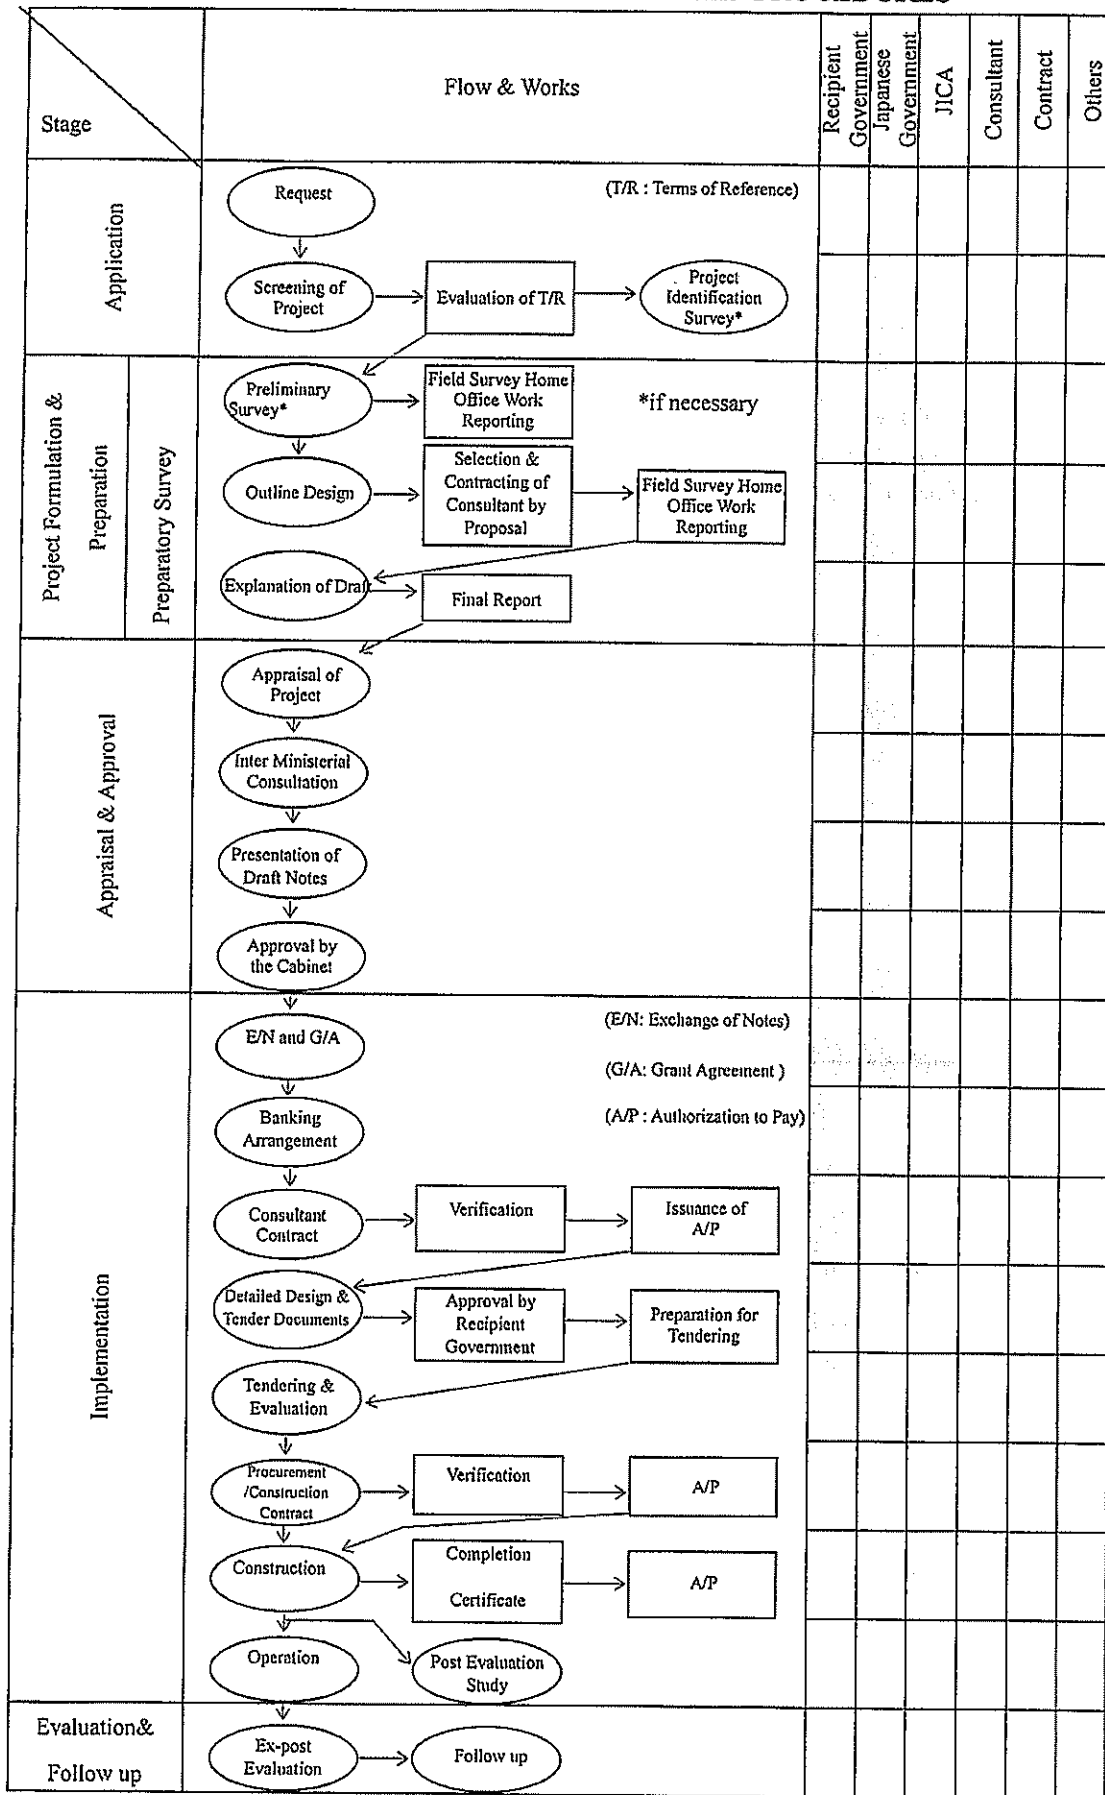 Stage
Flow & Works
Recipient
Government
Japanese
Government
JICA
Consultant
Contract
Others
Application
Request
(T/R : Terms of Reference)
Screening of
Project
Evaluation of T/R
Project
Identification
Survey*
Project Formulation &
Preparation
Preparatory Survey
Preliminary
Survey*
Field Survey Home
Office Work
Reporting
*if necessary
Outline Design
Selection &
Contracting of
Consultant by
Proposal
Field Survey Home
Office Work
Reporting
Explanation of Draft
Final Report
Appraisal & Approval
Appraisal of
Project
Inter Ministerial
Consultation
Presentation of
Draft Notes
Approval by
the Cabinet
Implementation
E/N and G/A
(E/N: Exchange of Notes)
(G/A: Grant Agreement )
Banking
Arrangement
(A/P : Authorization to Pay)
Consultant
Contract
Verification
Issuance of
A/P
Detailed Design &
Tender Documents
Approval by
Recipient
Government
Preparation for
Tendering
Tendering &
Evaluation
Procurement
/Construction
Contract
Verification
A/P
Construction
Completion
Certificate
A/P
Operation
Post Evaluation
Study
Evaluation&
Follow up
Ex-post
Evaluation
Follow up